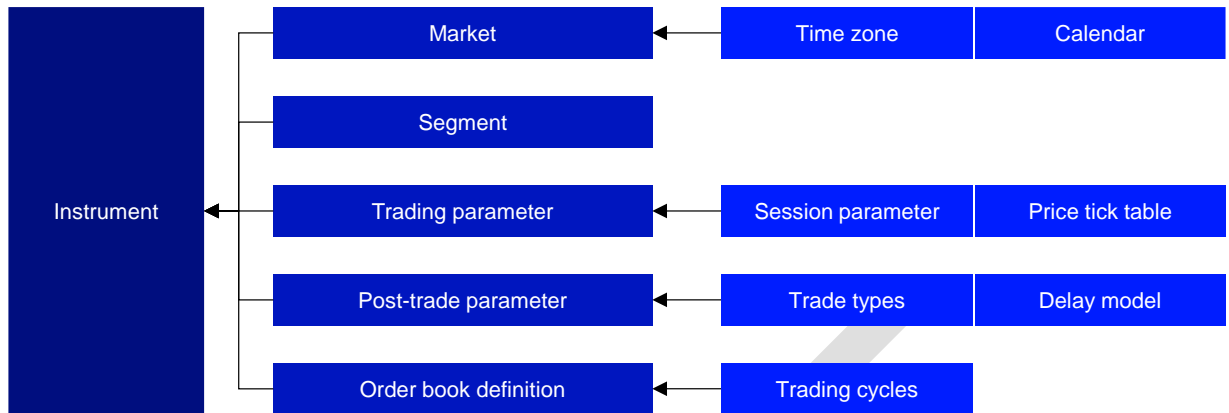 Market
Time zone
Calendar
Segment
Instrument
Trading parameter
Session parameter
Price tick table
Post-trade parameter
Trade types
Delay model
Order book definition
Trading cycles